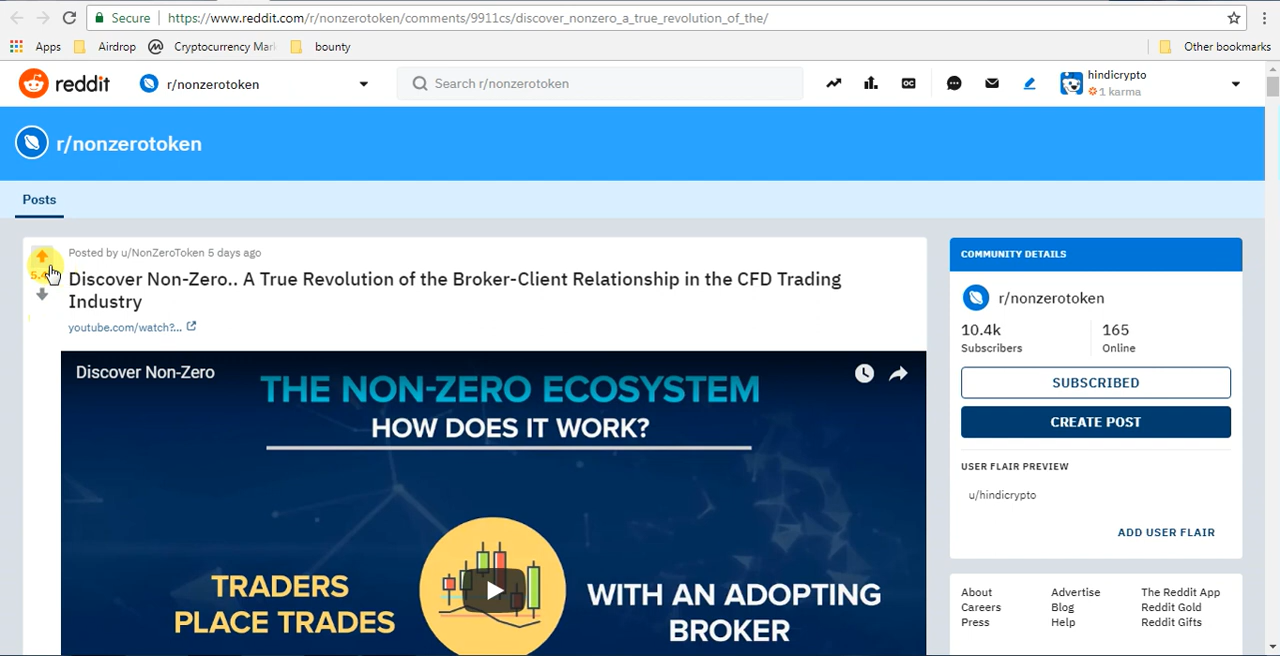 Secure https://www.reddit.com/r/nonzerotoken/comments/9911cs/discover_nonzero_a_true_revolution_of_the/
Apps Airdrop bounty Other bookmarks
reddit r/nonzerotoken Search r/nonzerotoken hindicrypto
1 karma
r/nonzerotoken
Posts
Posted by u/NonZeroToken 5 days ago
Discover Non-Zero.. A True Revolution of the Broker-Client Relationship in the CFD Trading
Industry
youtube.com/watch?...
Discover Non-Zero
THE NON-ZERO ECOSYSTEM
HOW DOES IT WORK?
TRADERS
PLACE TRADES
WITH AN ADOPTING
BROKER
COMMUNITY DETAILS
r/nonzerotoken
10.4k 165
Subscribers Online
SUBSCRIBED
CREATE POST
USER FLAIR PREVIEW
u/hindicrypto
ADD USER FLAIR
About Advertise The Reddit App
Careers Blog Reddit Gold
Press Help Reddit Gifts